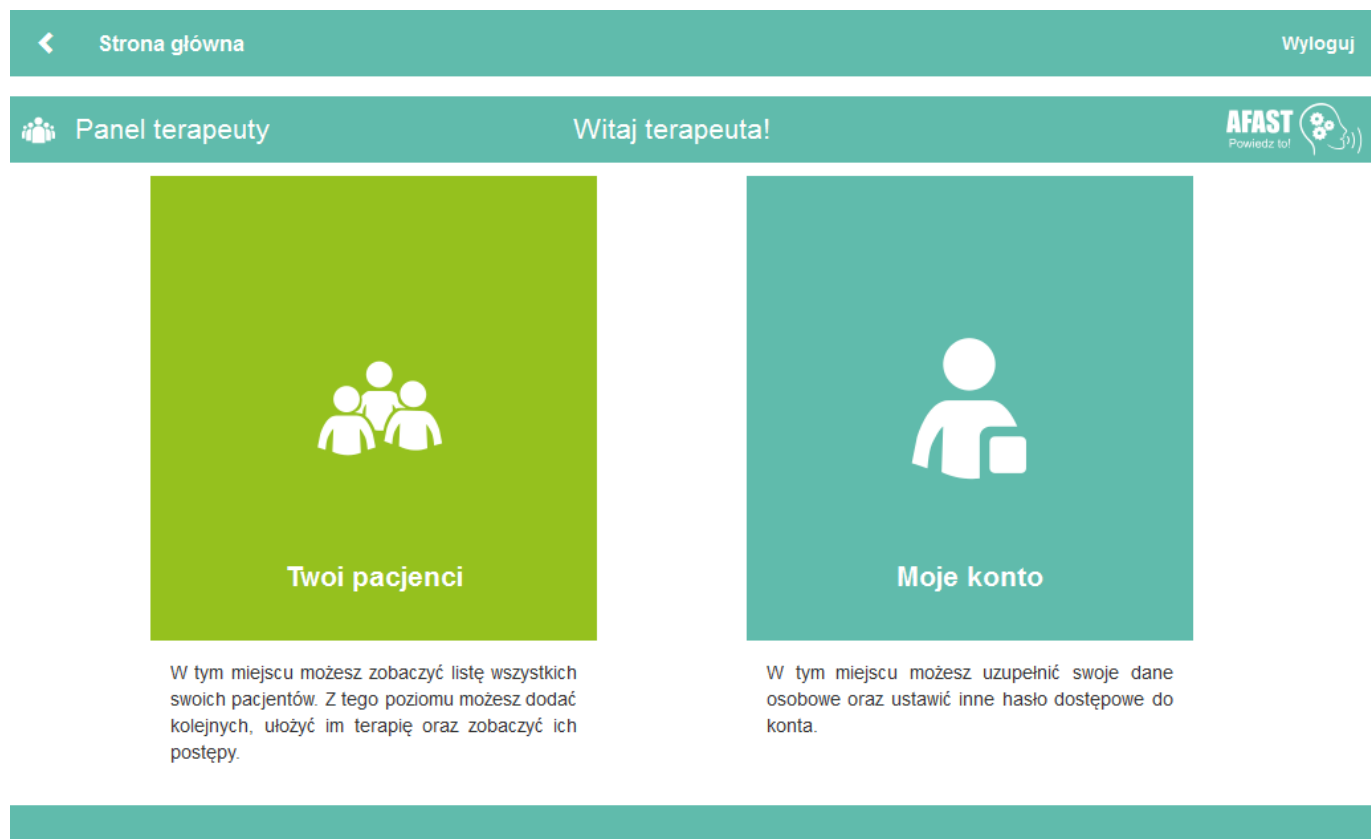 Strona główna
Wyloguj
Panel terapeuty
Witaj terapeuta!
AFAST
Powiedz to!
Twoi pacjenci
Moje konto
W tym miejscu możesz zobaczyć listę wszystkich
swoich pacjentów. Z tego poziomu możesz dodać
kolejnych, ułożyć im terapię oraz zobaczyć ich
postępy.
W tym miejscu możesz uzupełnić swoje dane
osobowe oraz ustawić inne hasło dostępowe do
konta.